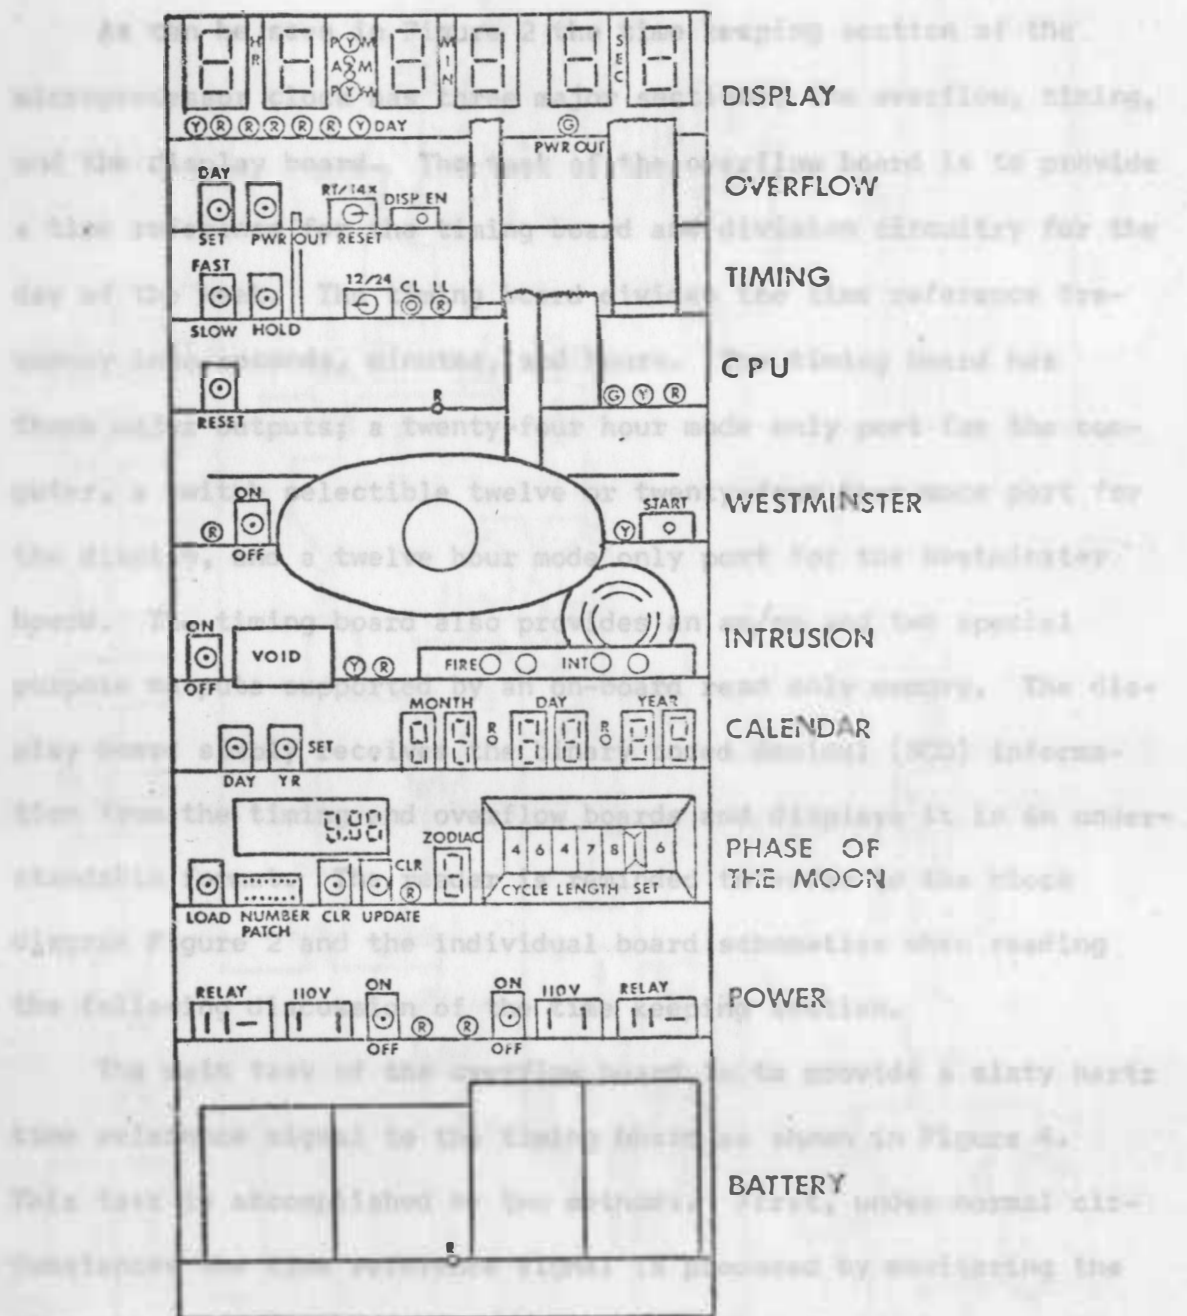 As can be seen in Figure 2 the time keeping section of the
microprocessor clock has three major sections; the overflow, timing,
and the display board. The task of the overflow board is to provide
a time reference for the timing board and division circuitry for the
day of the week. The timing board divides the time reference fre-
quency into seconds, minutes, and hours. The timing board has
three major outputs; a twenty-four hour mode only port for the com-
puter, a switch selectible twelve or twenty-four hour mode port for
the display, and a twelve hour mode only port for the Westminster
board. The timing board also provides an am/pm and two special
purpose outputs supported by an on-board read only memory. The dis-
play board simply receives the binary coded decimal (BCD) informa-
tion from the timing and overflow boards and displays it in an under-
standable format. The reader is reminded to refer to the block
diagram Figure 2 and the individual board schematics when reading
the following discussion of the time keeping section.
The main task of the overflow board is to provide a sixty hertz
time reference signal to the timing board as shown in Figure 4.
This task is accomplished by two methods. First, under normal cir-
cumstances the time reference signal is produced by monitoring the
HR P Y M A M P Y W MIN SEC
DISPLAY
Y R R R R R Y DAY G
PWR OUT
DAY
RT/14X DISP EN
OVERFLOW
SET PWR OUT RESET
FAST
12/24 CL LL
R
TIMING
SLOW HOLD
CPU
R G Y R
RESET
ON
START
WESTMINSTER
R Y
OFF
ON
VOID
Y R
FIRE INT
INTRUSION
OFF
MONTH DAY YEAR
R R
SET
CALENDAR
DAY YR
ZODIAC
4 6 4 7 8 6
PHASE OF
THE MOON
CLR
R
CYCLE LENGTH SET
LOAD NUMBER CLR UPDATE
PATCH
RELAY 110V ON ON 110V RELAY
POWER
R R
OFF OFF
BATTERY
R